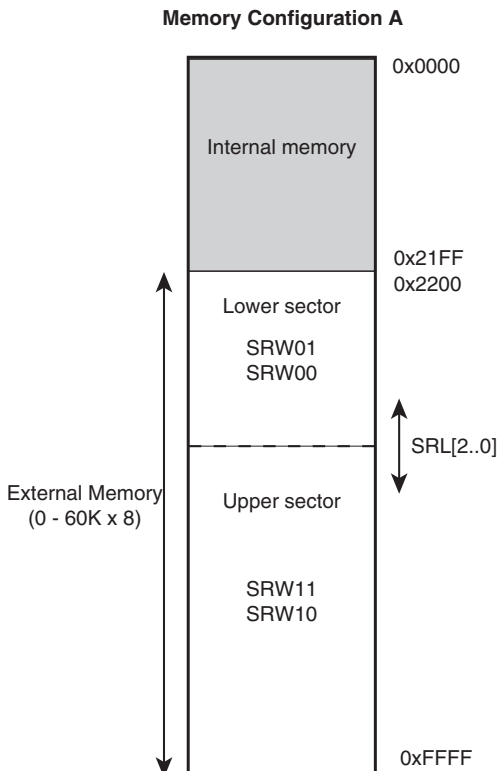 Memory Configuration A
0x0000
Internal memory
0x21FF
0x2200
Lower sector
SRW01
SRW00
SRL[2..0]
External Memory
(0 - 60K x 8)
Upper sector
SRW11
SRW10
0xFFFF